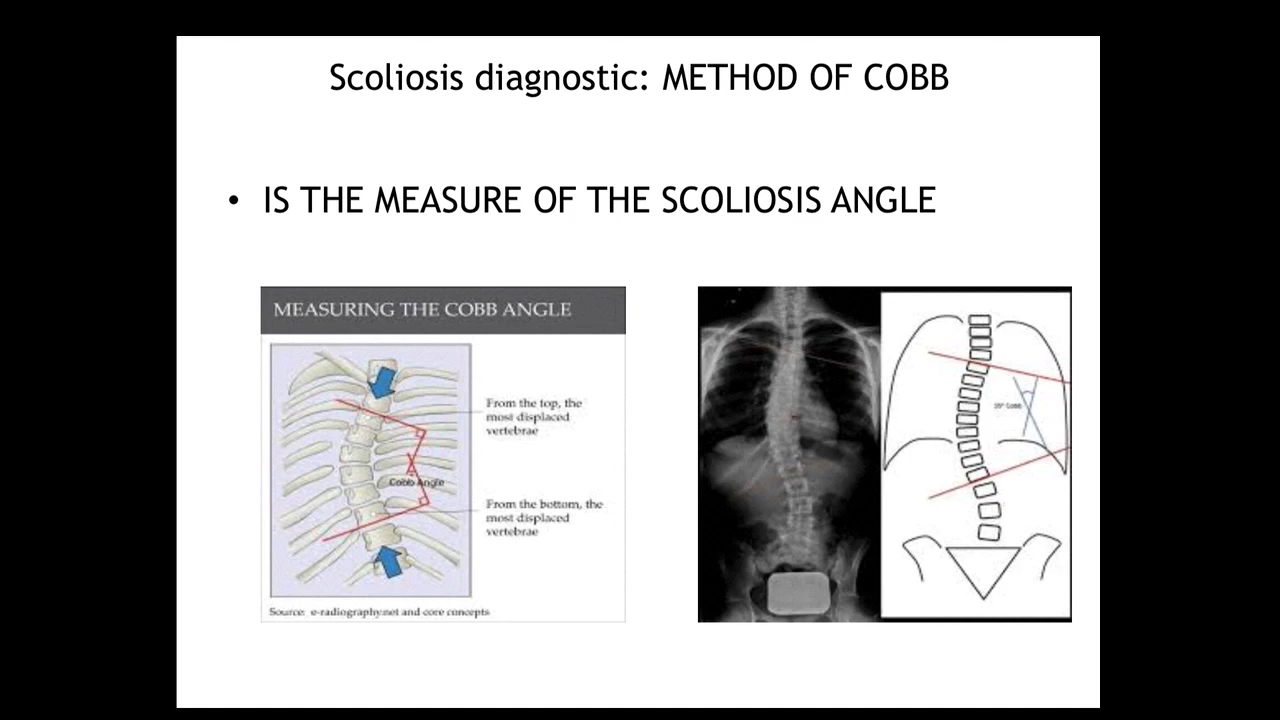 Scoliosis diagnostic: METHOD OF COBB
• IS THE MEASURE OF THE SCOLIOSIS ANGLE
MEASURING THE COBB ANGLE
From the top, the
most displaced
vertebrae
Cobb Angle
From the bottom, the
most displaced
vertebrae
Source: e-radiography.net and core concepts
Cobb